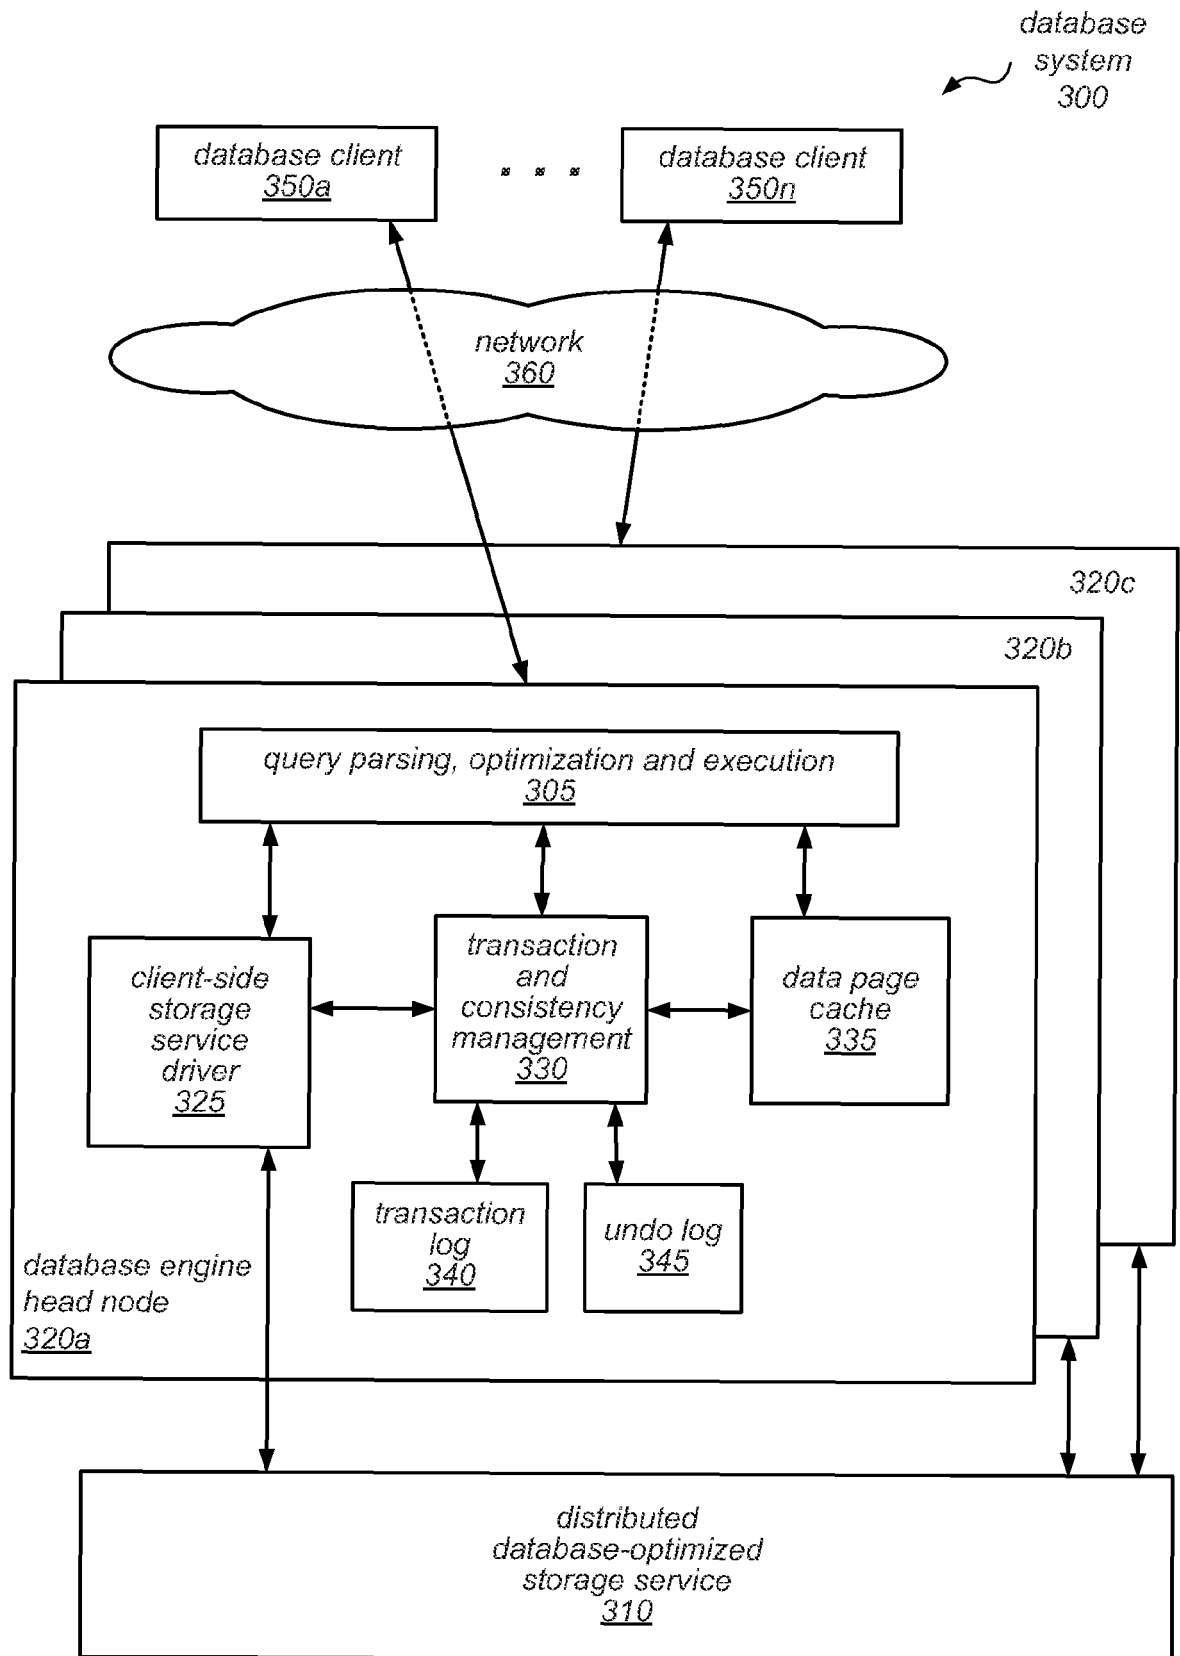 database
system
300
database client
350a
database client
350n
network
360
320c
320b
query parsing, optimization and execution
305
client-side
storage
service
driver
325
transaction
and
consistency
management
330
data page
cache
335
transaction
log
340
undo log
345
database engine
head node
320a
distributed
database-optimized
storage service
310